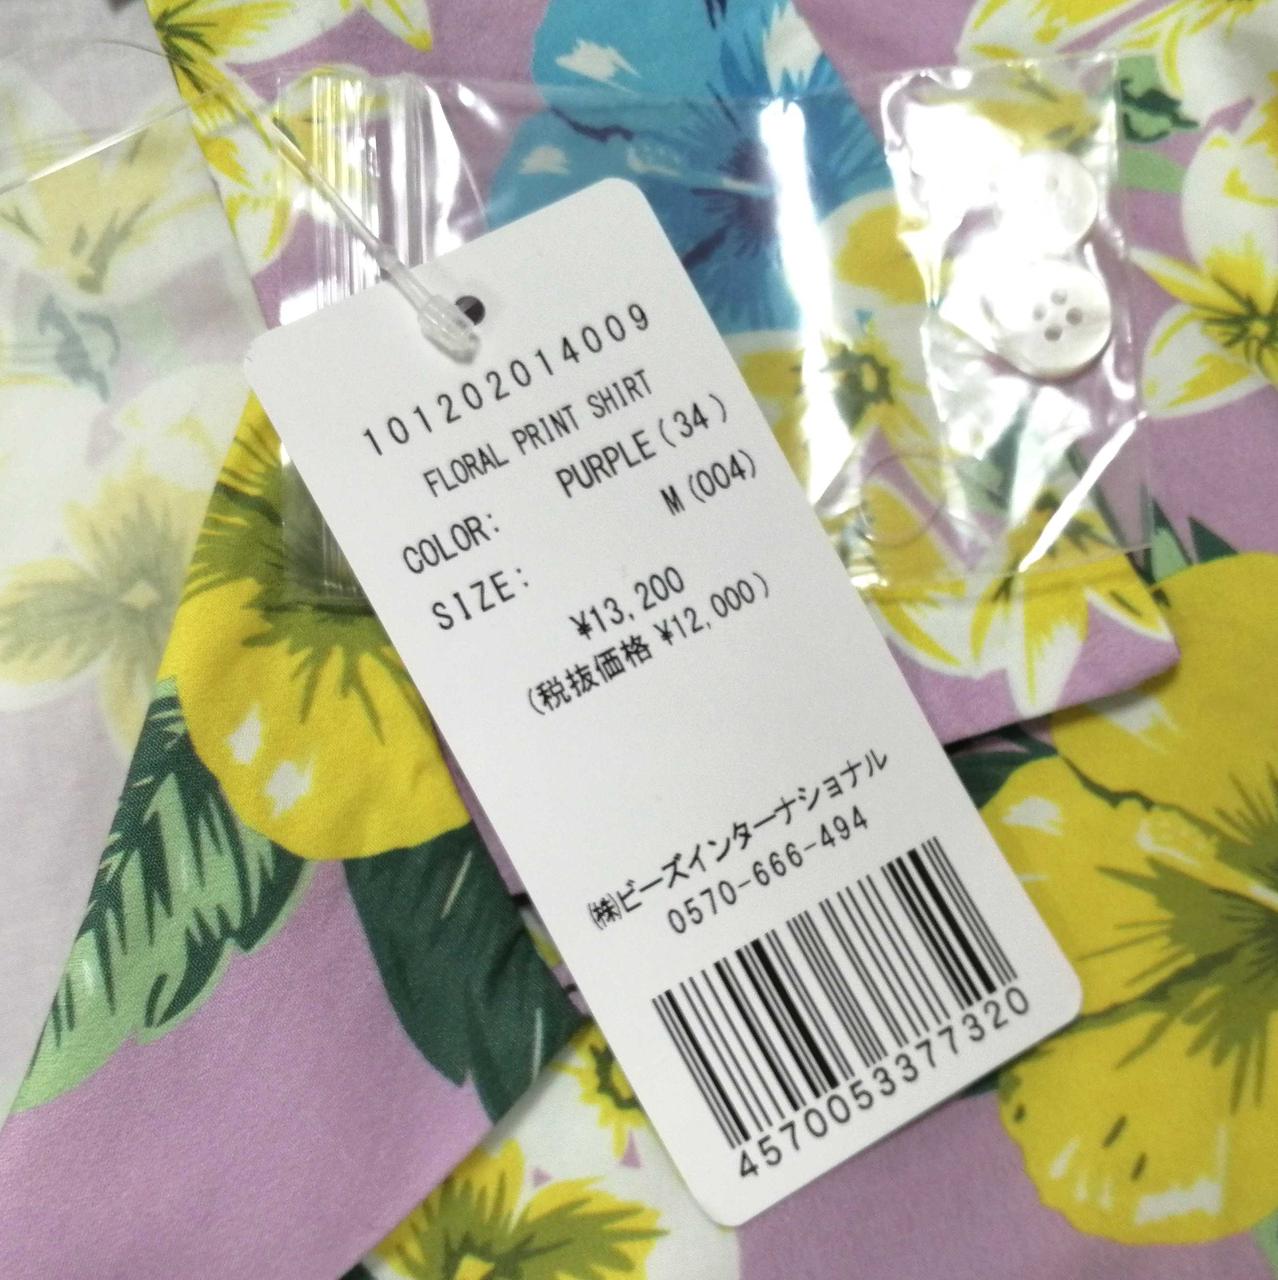 101202014009
FLORAL PRINT SHIRT
COLOR: PURPLE(34)
SIZE: M(004)
¥13,200
(税抜価格 ¥12,000)
㈱ビーズインターナショナル
0570-666-494
4570053377320